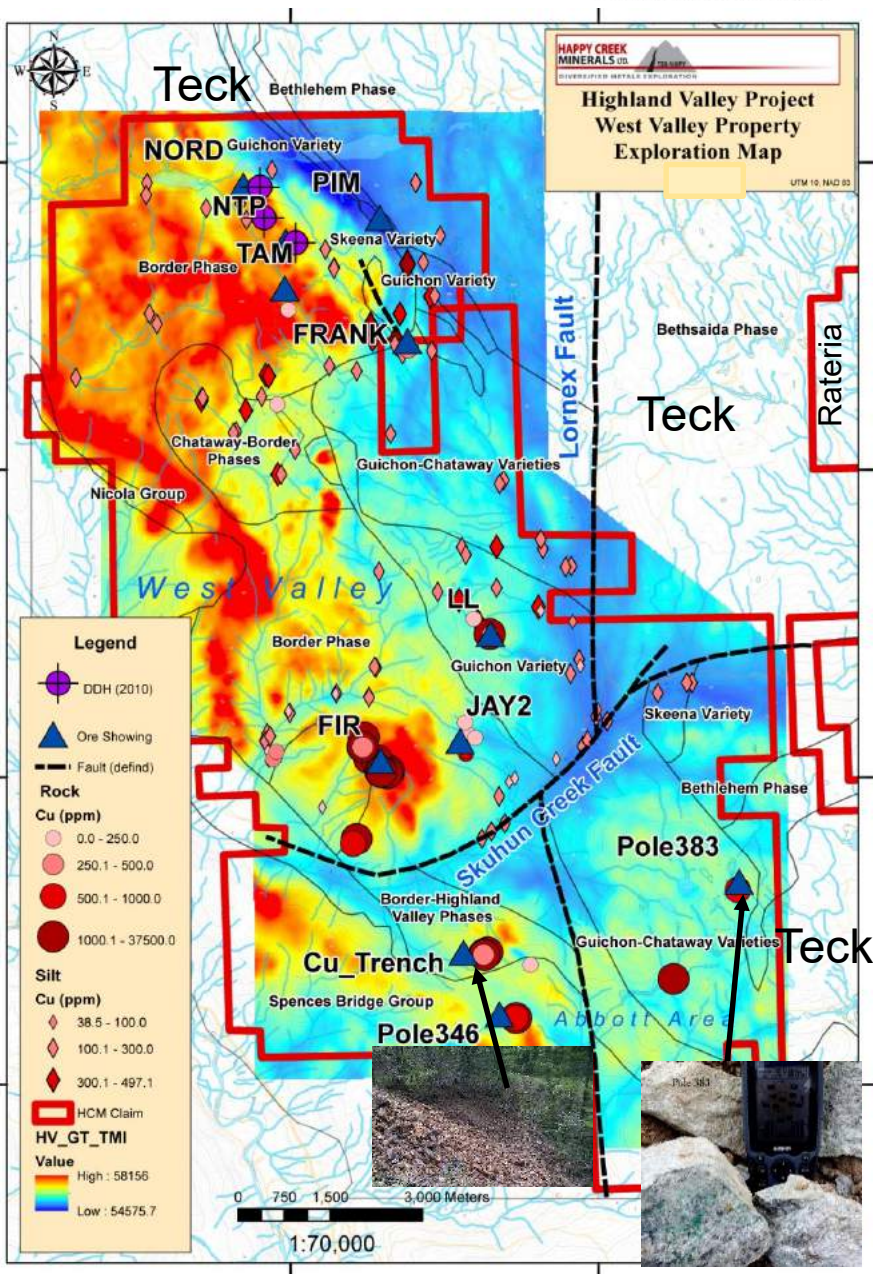 N
W
E
S
Teck
Bethlehem Phase
HAPPY CREEK
MINERALS LTD.
TSX-V:HPY
DIVERSIFIED METALS EXPLORATION
Highland Valley Project
West Valley Property
Exploration Map
UTM 10, NAD 83
NORD
Guichon Variety
PIM
NTP
Skeena Variety
TAM
Border Phase
Guichon Variety
FRANK
Lornex Fault
Bethsaida Phase
Rateria
Teck
Chataway-Border
Phases
Guichon-Chataway Varieties
Nicola Group
West Valley
LL
Border Phase
Guichon Variety
JAY2
Skeena Variety
FIR
Skuhun Creek Fault
Bethlehem Phase
Pole383
Border-Highland
Valley Phases
Guichon-Chataway Varieties
Teck
Cu_Trench
Spences Bridge Group
Abbott Area
Pole346
Pole 383
Legend
DDH (2010)
Ore Showing
Fault (defind)
Rock
Cu (ppm)
0.0 - 250.0
250.1 - 500.0
500.1 - 1000.0
1000.1 - 37500.0
Silt
Cu (ppm)
38.5 - 100.0
100.1 - 300.0
300.1 - 497.1
HCM Claim
HV_GT_TMI
Value
High : 58156
Low : 54575.7
0 750 1,500 3,000 Meters
1:70,000